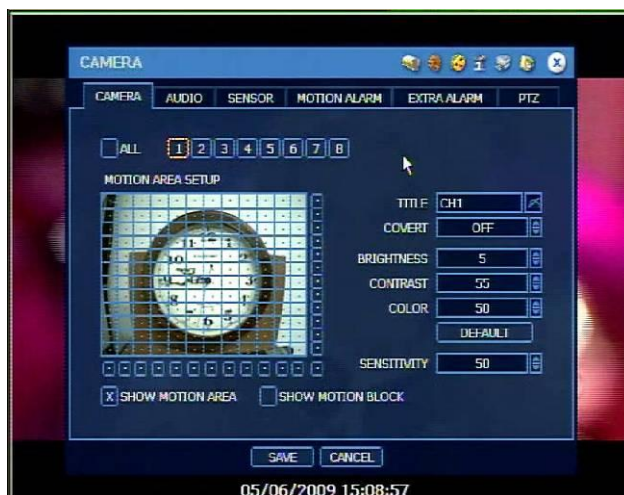 CAMERA
CAMERA AUDIO SENSOR MOTION ALARM EXTRA ALARM PTZ
ALL 1 2 3 4 5 6 7 8
MOTION AREA SETUP
TITLE CH1
COVERT OFF
BRIGHTNESS 5
CONTRAST 55
COLOR 50
DEFAULT
SENSITIVITY 50
X SHOW MOTION AREA SHOW MOTION BLOCK
SAVE CANCEL
05/06/2009 15:08:57